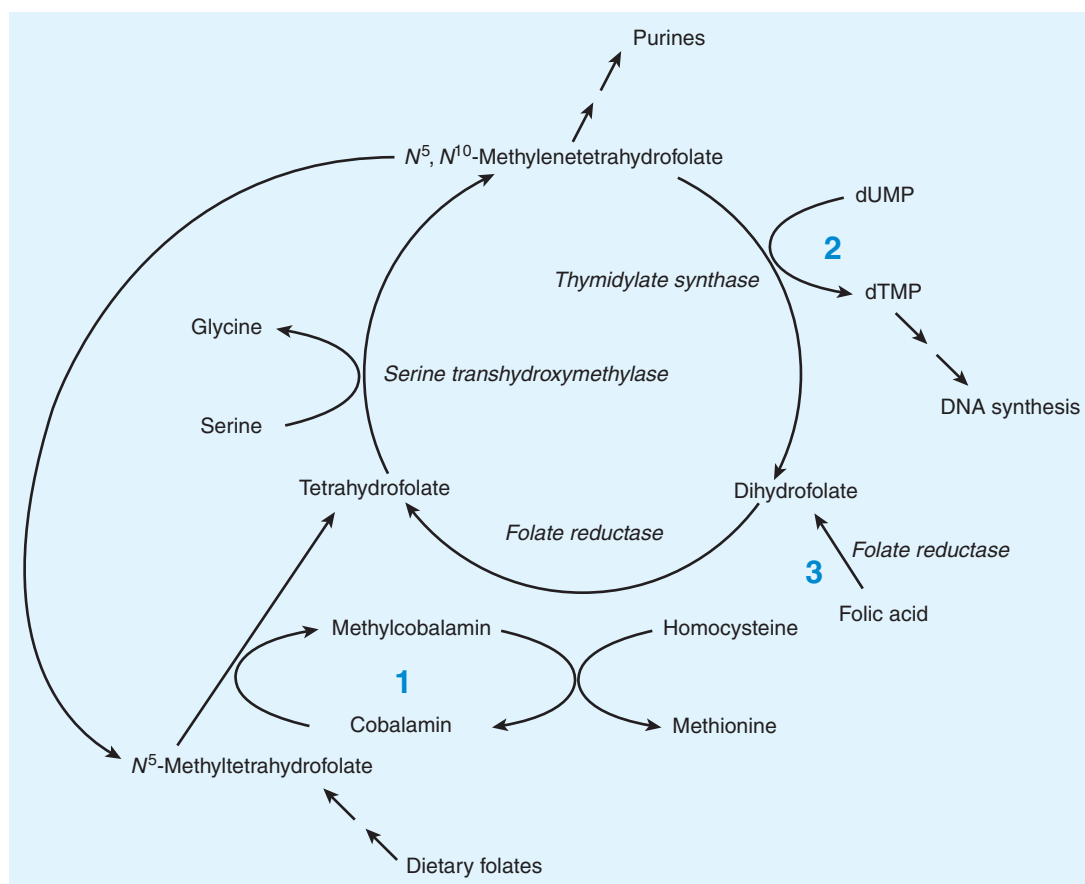 Purines
N⁵, N¹⁰-Methylenetetrahydrofolate
dUMP
2
Thymidylate synthase
dTMP
Glycine
Serine transhydroxymethylase
DNA synthesis
Serine
Tetrahydrofolate
Dihydrofolate
Folate reductase
Folate reductase
3
Folic acid
Methylcobalamin
Homocysteine
1
Cobalamin
Methionine
N⁵-Methyltetrahydrofolate
Dietary folates